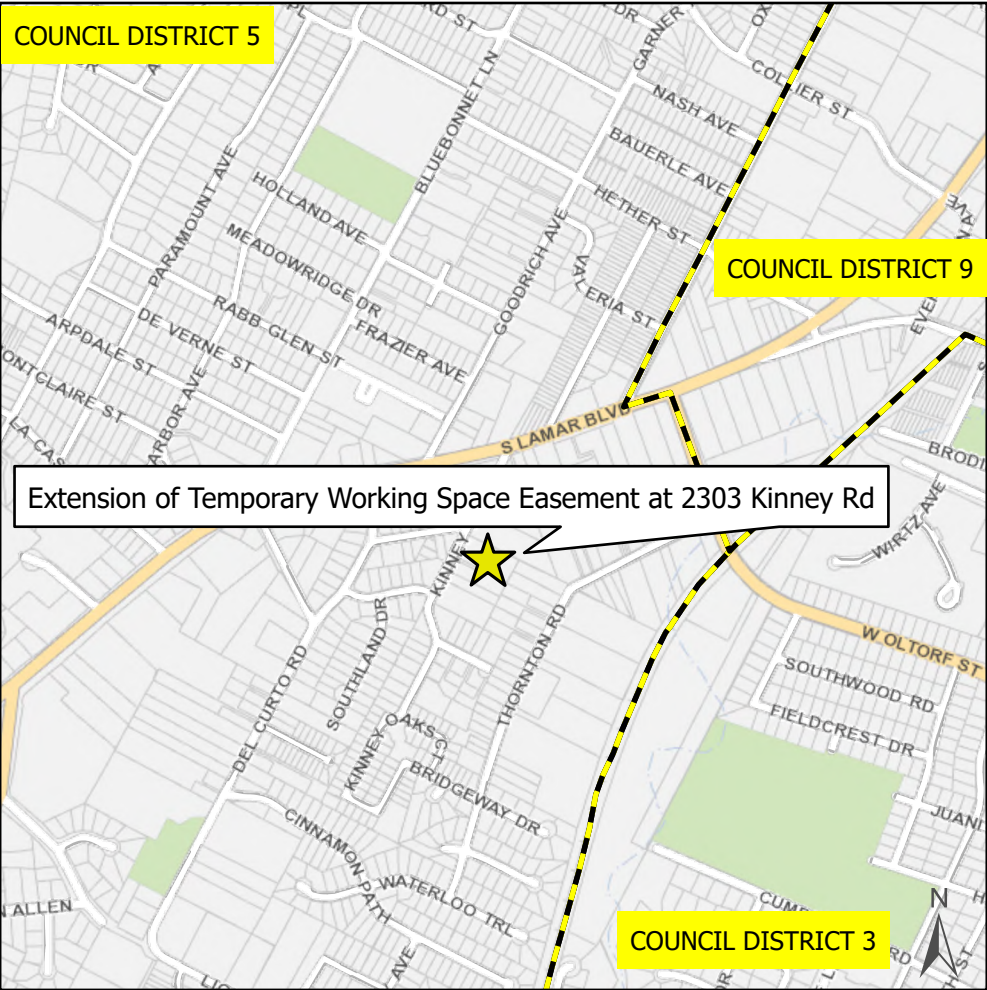 COUNCIL DISTRICT 5
COLLIER ST
GARNER
NASH AVE
BAUERLE AVE
BLUEBONNET LN
PARAMOUNT AVE
HOLLAND AVE
HETHER ST
MEADOWRIDGE DR
GOODRICH AVE
VALERIA ST
COUNCIL DISTRICT 9
RABB GLEN ST
FRAZIER AVE
DE VERNE ST
ARPDALE ST
ARBOR AVE
S LAMAR BLVD
Extension of Temporary Working Space Easement at 2303 Kinney Rd
WIRTZ AVE
KINNEY
SOUTHLAND DR
THORNTON RD
W OLTORF ST
DEL CURTO RD
SOUTHWOOD RD
FIELDCREST DR
KINNEY OAKS CT
BRIDGEWAY DR
CINNAMON PATH
WATERLOO TRL
ALLEN
AVE
RD
N
COUNCIL DISTRICT 3